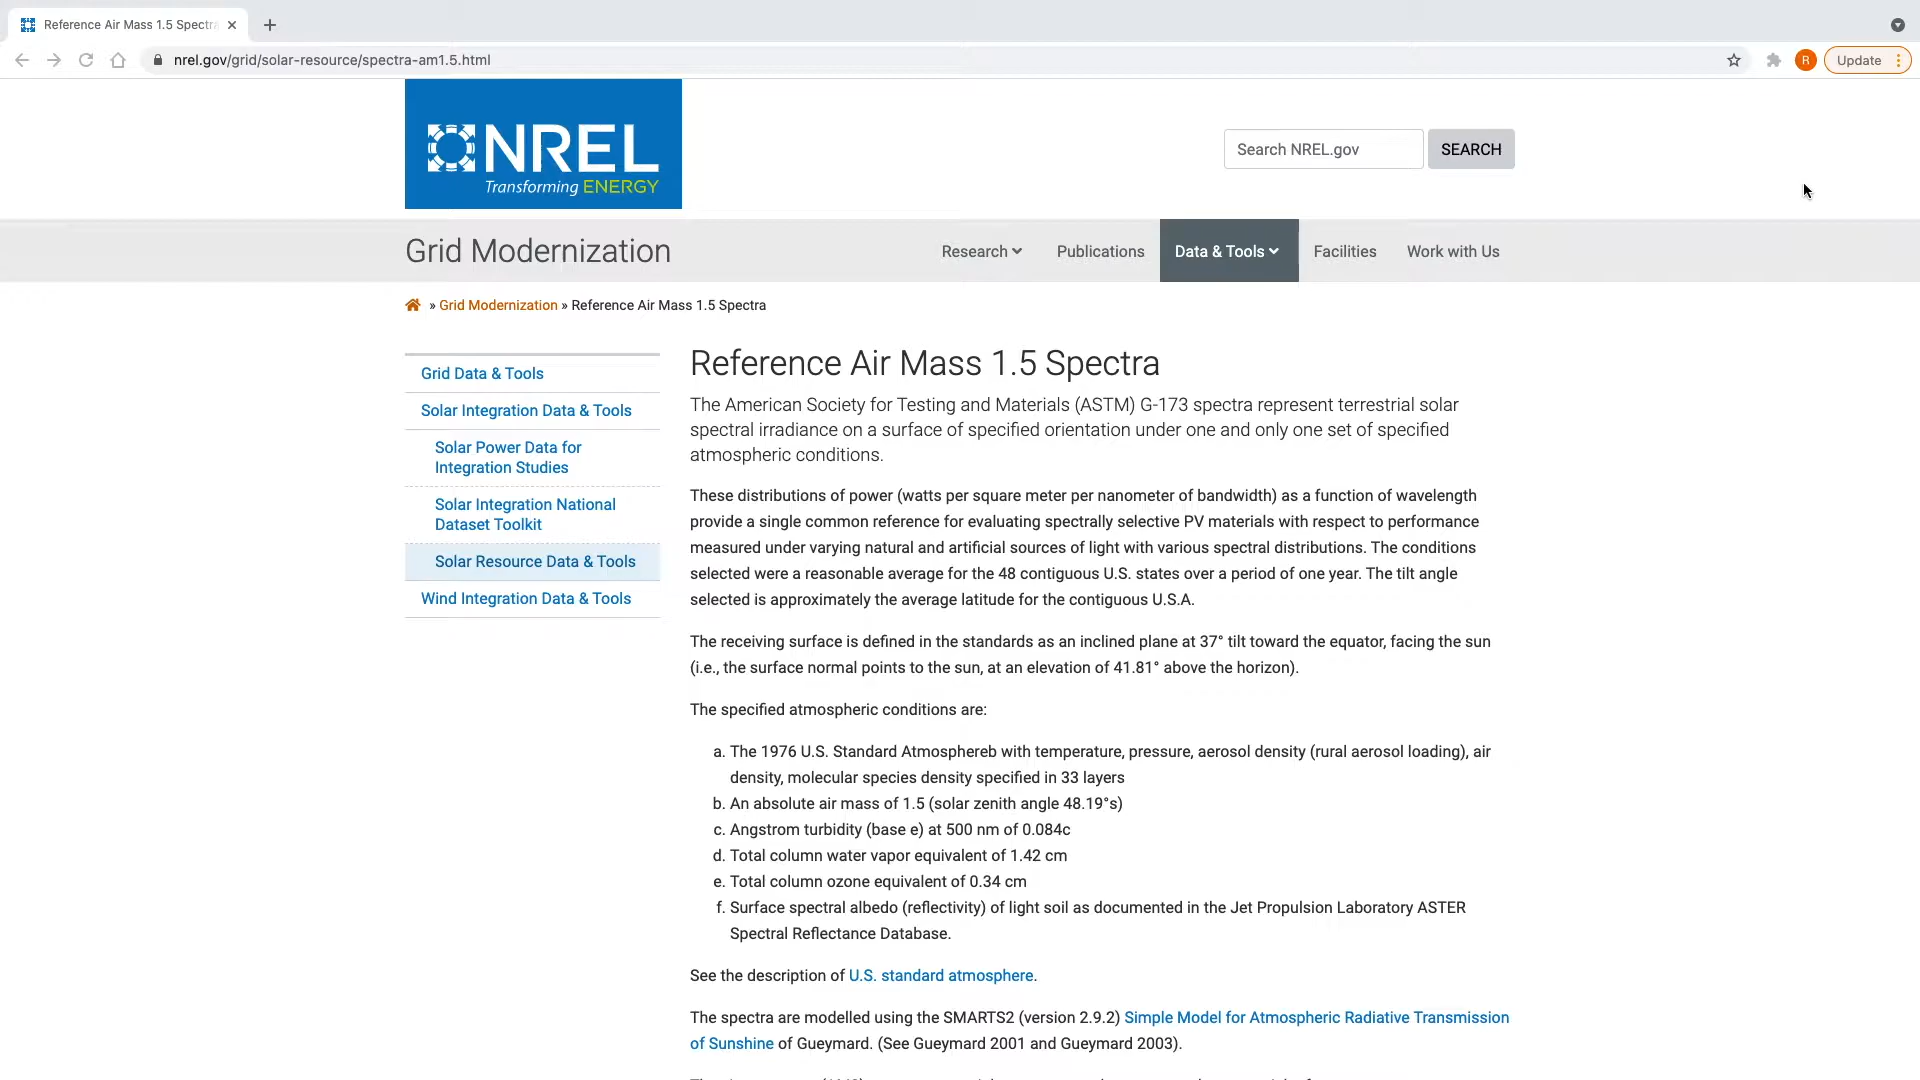 Reference Air Mass 1.5 Spectr
nrel.gov/grid/solar-resource/spectra-am1.5.html
R
Update
NREL
Transforming ENERGY
Search NREL.gov
SEARCH
Grid Modernization
Research
Publications
Data & Tools
Facilities
Work with Us
» Grid Modernization » Reference Air Mass 1.5 Spectra
Grid Data & Tools
Solar Integration Data & Tools
Solar Power Data for
Integration Studies
Solar Integration National
Dataset Toolkit
Solar Resource Data & Tools
Wind Integration Data & Tools
Reference Air Mass 1.5 Spectra
The American Society for Testing and Materials (ASTM) G-173 spectra represent terrestrial solar
spectral irradiance on a surface of specified orientation under one and only one set of specified
atmospheric conditions.
These distributions of power (watts per square meter per nanometer of bandwidth) as a function of wavelength
provide a single common reference for evaluating spectrally selective PV materials with respect to performance
measured under varying natural and artificial sources of light with various spectral distributions. The conditions
selected were a reasonable average for the 48 contiguous U.S. states over a period of one year. The tilt angle
selected is approximately the average latitude for the contiguous U.S.A.
The receiving surface is defined in the standards as an inclined plane at 37° tilt toward the equator, facing the sun
(i.e., the surface normal points to the sun, at an elevation of 41.81° above the horizon).
The specified atmospheric conditions are:
a. The 1976 U.S. Standard Atmosphereb with temperature, pressure, aerosol density (rural aerosol loading), air
density, molecular species density specified in 33 layers
b. An absolute air mass of 1.5 (solar zenith angle 48.19°s)
c. Angstrom turbidity (base e) at 500 nm of 0.084c
d. Total column water vapor equivalent of 1.42 cm
e. Total column ozone equivalent of 0.34 cm
f. Surface spectral albedo (reflectivity) of light soil as documented in the Jet Propulsion Laboratory ASTER
Spectral Reflectance Database.
See the description of U.S. standard atmosphere.
The spectra are modelled using the SMARTS2 (version 2.9.2) Simple Model for Atmospheric Radiative Transmission
of Sunshine of Gueymard. (See Gueymard 2001 and Gueymard 2003).